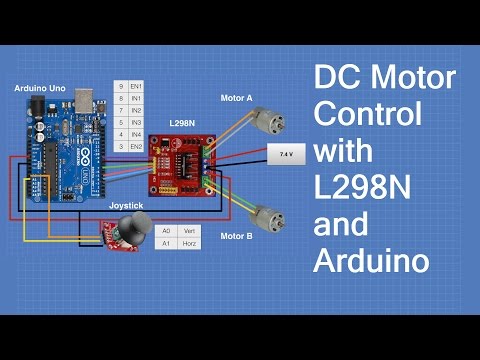 Arduino Uno
9 EN1
8 IN1
7 IN2
5 IN3
4 IN4
3 EN2
L298N
Motor A
7.4 V
Motor B
Joystick
A0 Vert
A1 Horz
UNO
DC Motor
Control
with
L298N
and
Arduino